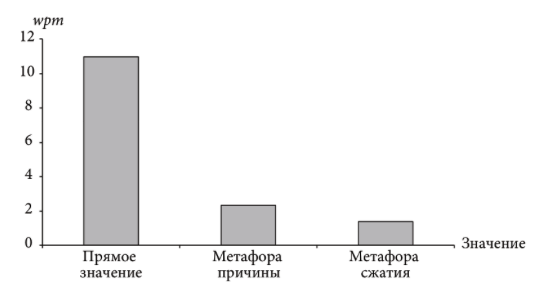 wpm
12
10
8
6
4
2
0
Прямое
значение
Метафора
причины
Метафора
сжатия
Значение